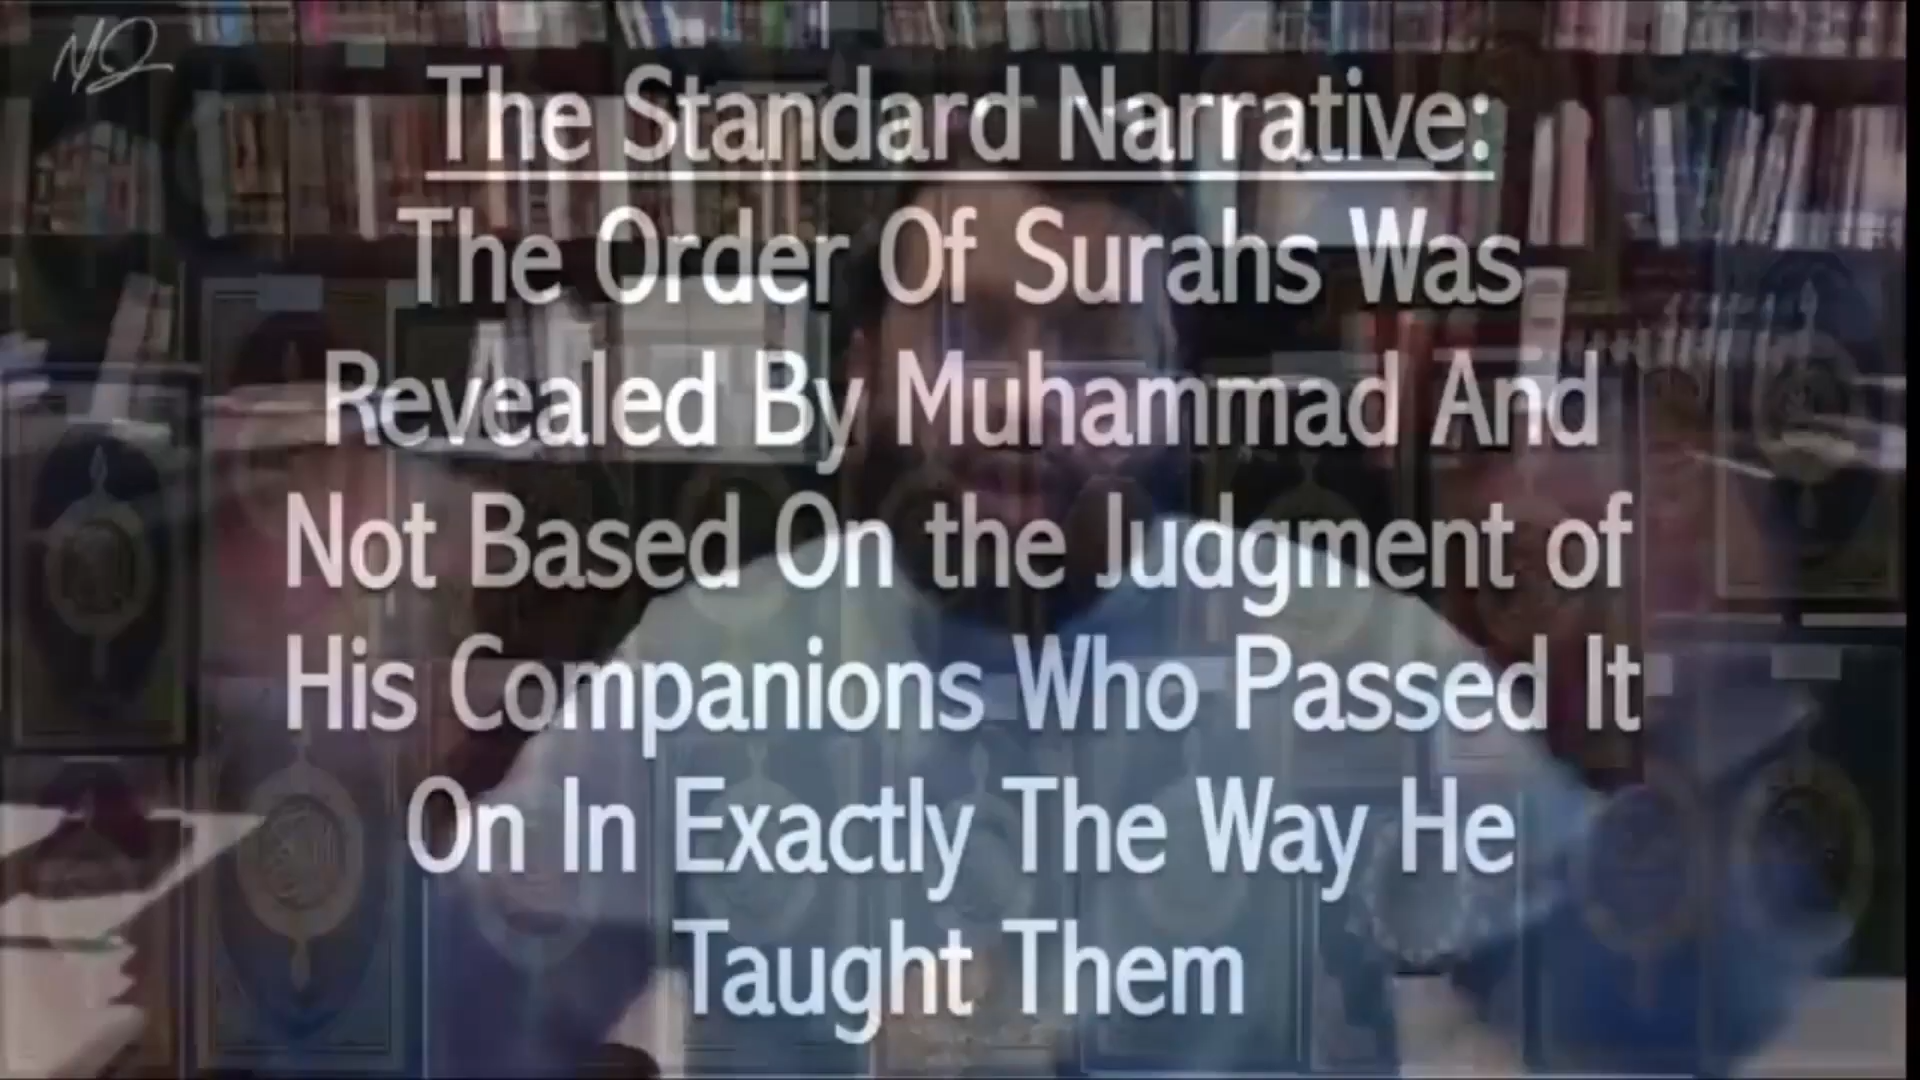 The Standard Narrative:
The Order Of Surahs Was
Revealed By Muhammad And
Not Based On the Judgment of
His Companions Who Passed It
On In Exactly The Way He
Taught Them